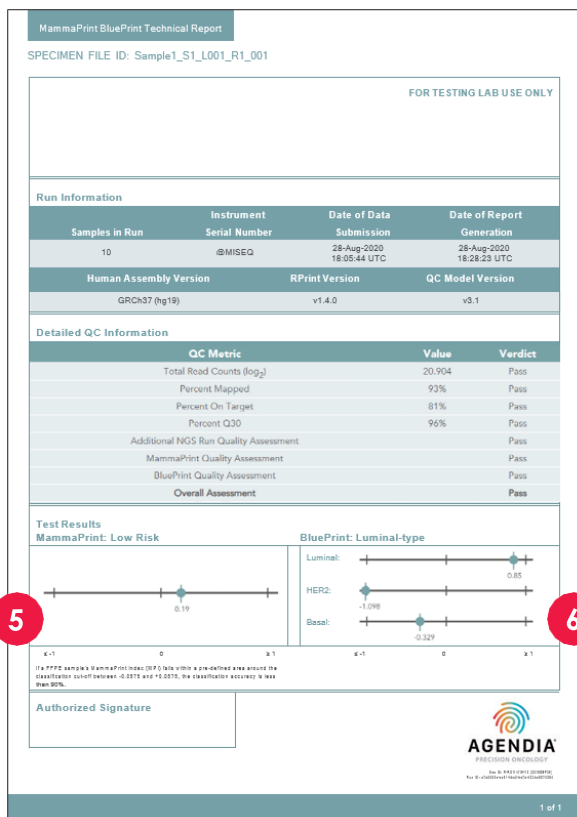 MammaPrint BluePrint Technical Report
SPECIMEN FILE ID: Sample1_S1_L001_R1_001
FOR TESTING LAB USE ONLY
Run Information
Samples in Run Instrument Serial Number Date of Data Submission Date of Report Generation
10 @MISEQ 28-Aug-2020 18:05:44 UTC 28-Aug-2020 18:28:23 UTC
Human Assembly Version RPrint Version QC Model Version
GRCh37 (hg19) v1.4.0 v3.1
Detailed QC Information
QC Metric Value Verdict
Total Read Counts (log2) 20.904 Pass
Percent Mapped 93% Pass
Percent On Target 81% Pass
Percent Q30 96% Pass
Additional NGS Run Quality Assessment Pass
MammaPrint Quality Assessment Pass
BluePrint Quality Assessment Pass
Overall Assessment Pass
Test Results
MammaPrint: Low Risk BluePrint: Luminal-type
Luminal:
0.85
HER2:
0.19 -1.098
Basal:
5 6
-0.329
≤ -1 0 ≥ 1 ≤ -1 0 ≥ 1
If a FFPE sample's MammaPrint Index (MPI) falls within a pre-defined area around the
classification cut-off between -0.0575 and +0.0575, the classification accuracy is less
than 90%.
Authorized Signature
AGENDIA
PRECISION ONCOLOGY
1 of 1